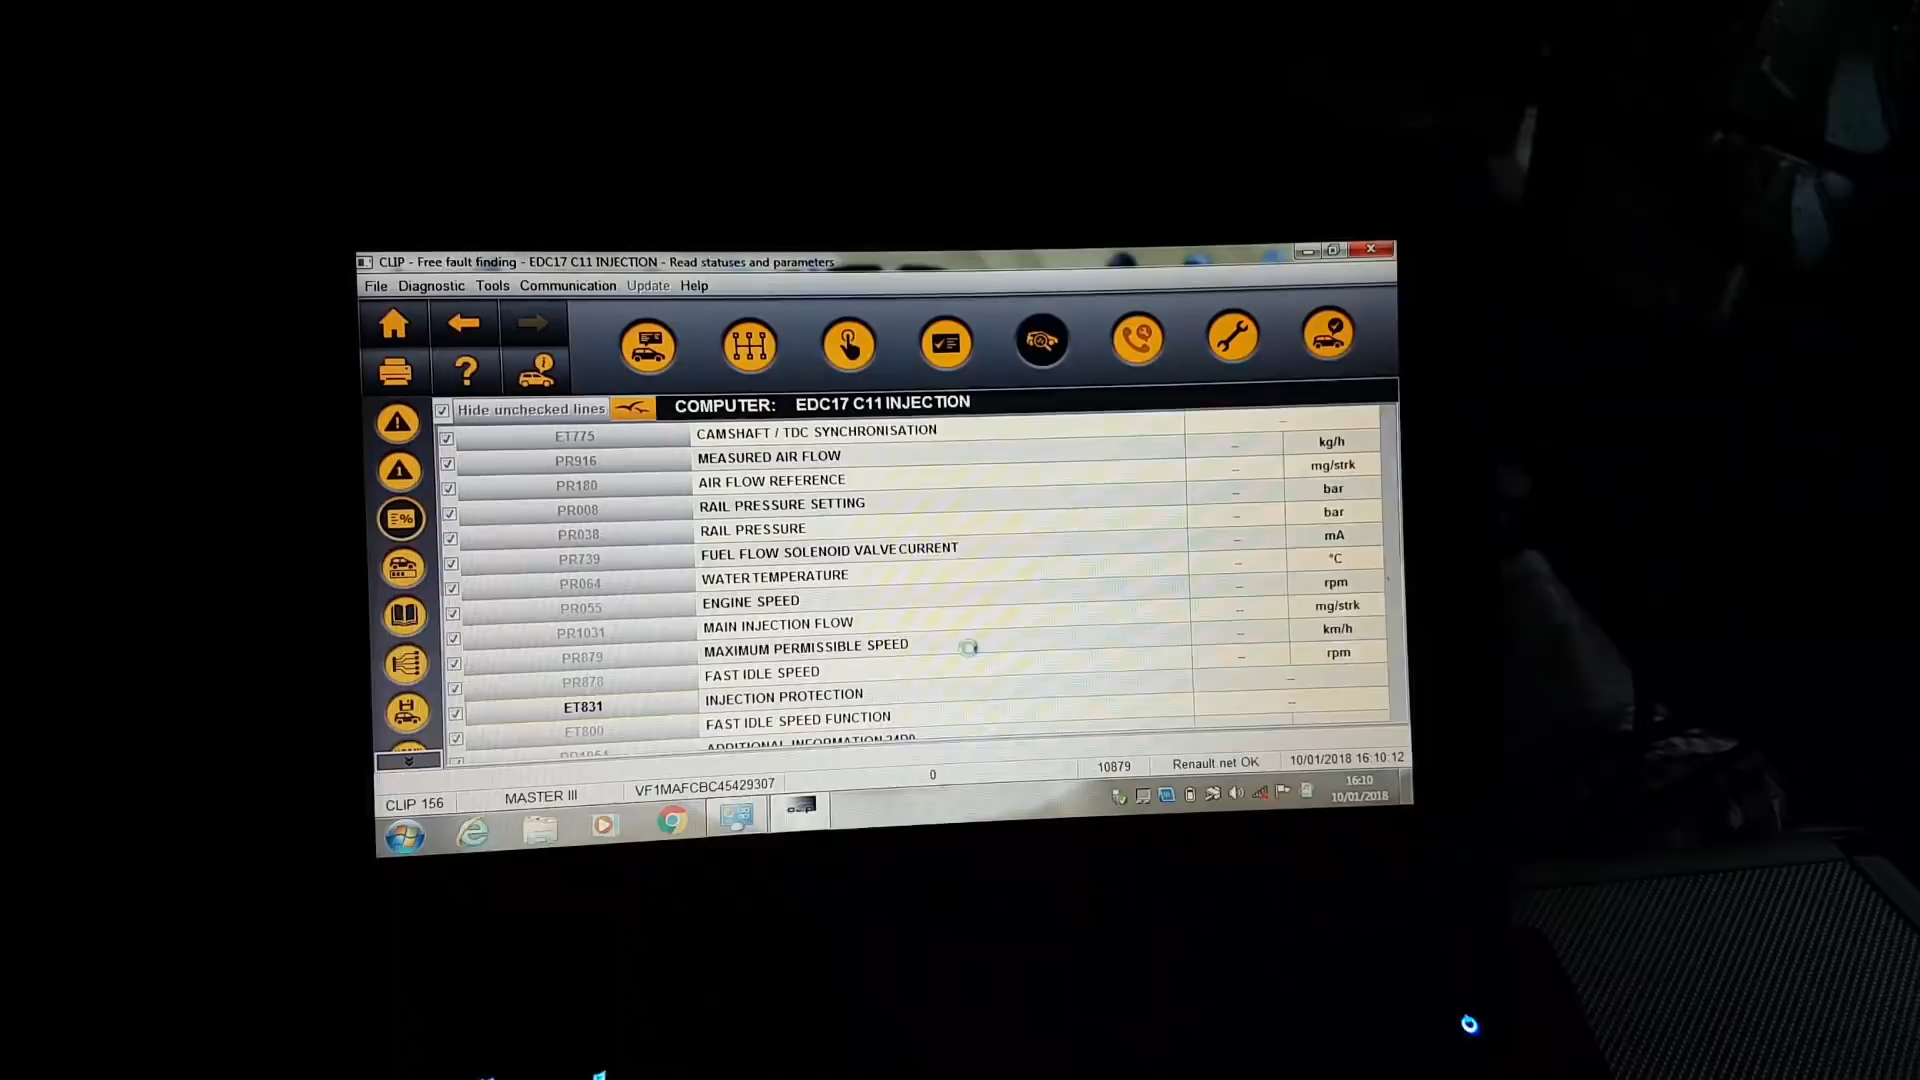 CLIP - Free fault finding - EDC17 C11 INJECTION - Read statuses and parameters
File Diagnostic Tools Communication Update Help
Hide unchecked lines COMPUTER: EDC17 C11 INJECTION
ET775 CAMSHAFT / TDC SYNCHRONISATION --
PR916 MEASURED AIR FLOW -- kg/h
PR180 AIR FLOW REFERENCE -- mg/strk
PR008 RAIL PRESSURE SETTING -- bar
PR038 RAIL PRESSURE -- bar
PR739 FUEL FLOW SOLENOID VALVE CURRENT -- mA
PR064 WATER TEMPERATURE -- °C
PR055 ENGINE SPEED -- rpm
PR1031 MAIN INJECTION FLOW -- mg/strk
PR879 MAXIMUM PERMISSIBLE SPEED -- km/h
PR878 FAST IDLE SPEED -- rpm
ET831 INJECTION PROTECTION --
ET800 FAST IDLE SPEED FUNCTION --
PR1064 ADDITIONAL INFORMATION 24D0
CLIP 156 MASTER III VF1MAFCBC45429307 0 10879 Renault.net OK 10/01/2018 16:10:12
CLIP
16:10
10/01/2018